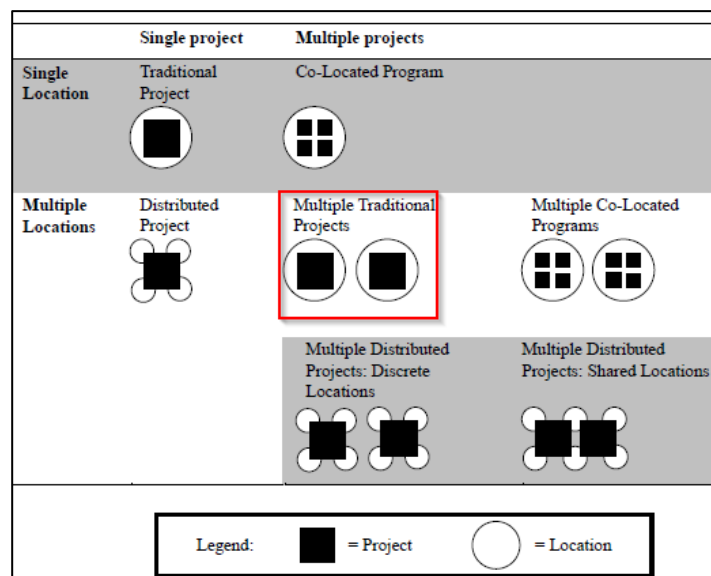 Single project
Multiple projects
Single
Location
Traditional
Project
Co-Located Program
Multiple
Locations
Distributed
Project
Multiple Traditional
Projects
Multiple Co-Located
Programs
Multiple Distributed
Projects: Discrete
Locations
Multiple Distributed
Projects: Shared Locations
Legend:
= Project
= Location